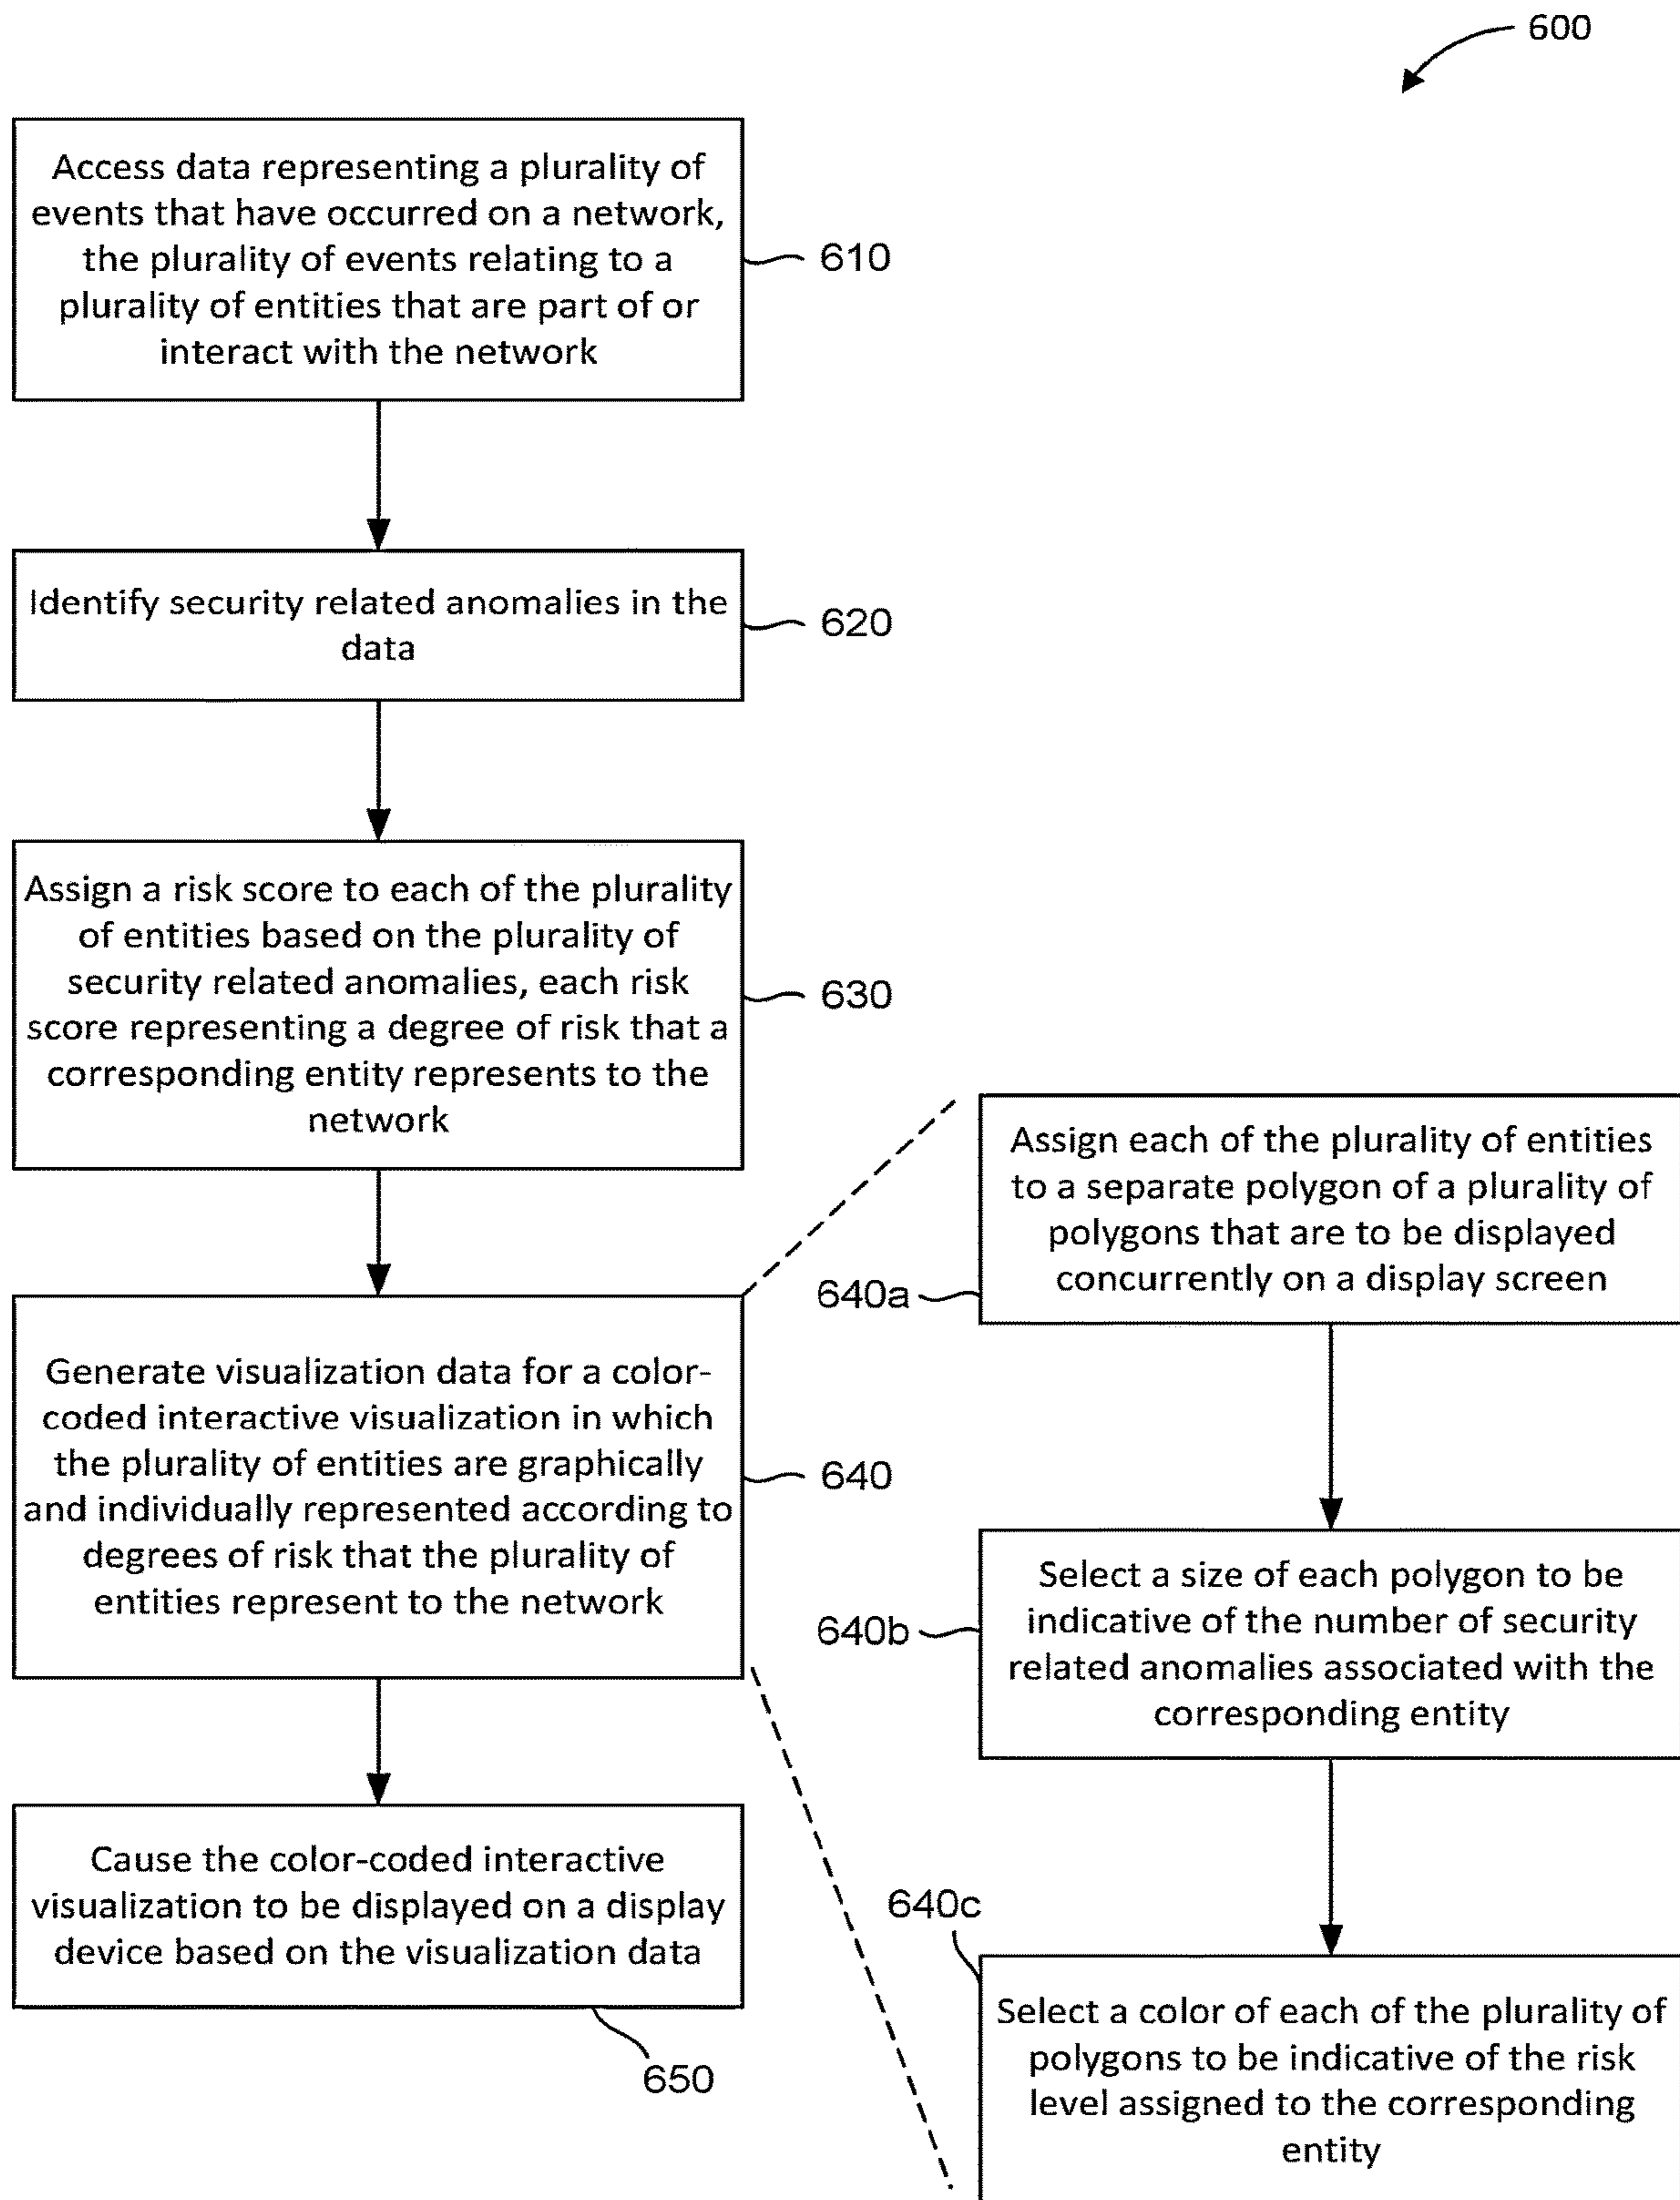 600
Access data representing a plurality of
events that have occurred on a network,
the plurality of events relating to a
plurality of entities that are part of or
interact with the network
610
Identify security related anomalies in the
data
620
Assign a risk score to each of the plurality
of entities based on the plurality of
security related anomalies, each risk
score representing a degree of risk that a
corresponding entity represents to the
network
630
Generate visualization data for a color-
coded interactive visualization in which
the plurality of entities are graphically
and individually represented according to
degrees of risk that the plurality of
entities represent to the network
640
Cause the color-coded interactive
visualization to be displayed on a display
device based on the visualization data
650
Assign each of the plurality of entities
to a separate polygon of a plurality of
polygons that are to be displayed
concurrently on a display screen
640a
Select a size of each polygon to be
indicative of the number of security
related anomalies associated with the
corresponding entity
640b
640c
Select a color of each of the plurality of
polygons to be indicative of the risk
level assigned to the corresponding
entity